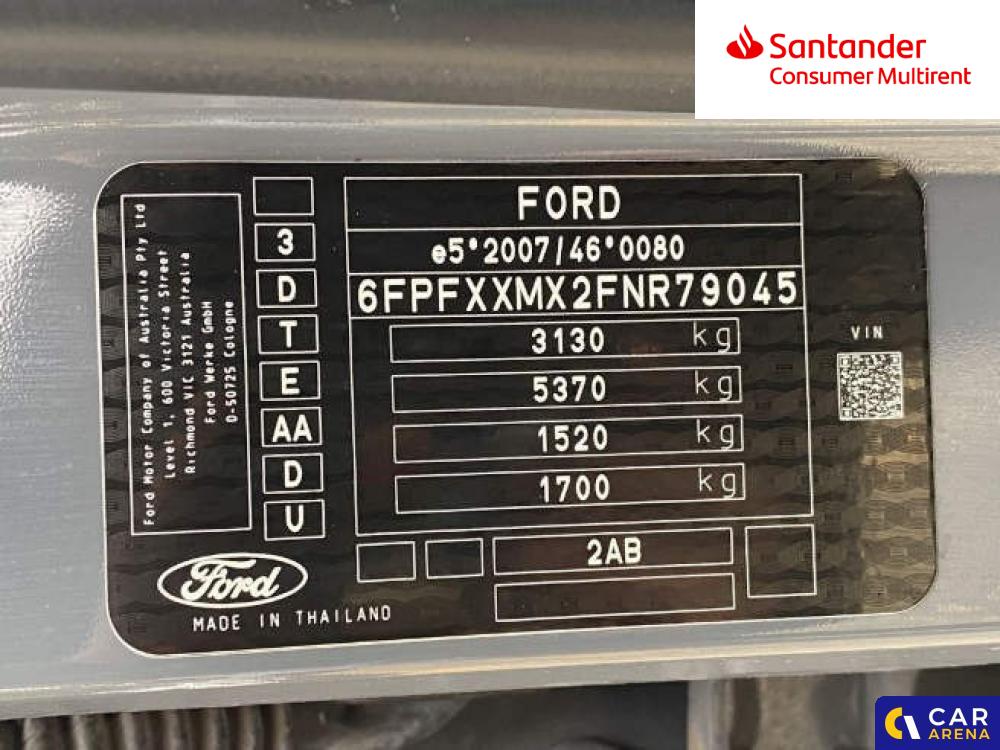 Santander
Consumer Multirent
Ford Motor Company of Australia Pty Ltd
Level 1, 600 Victoria Street
Richmond VIC 3121 Australia
Ford Werke GmbH
D-50725 Cologne
3
D
T
E
AA
D
U
FORD
e5*2007/46*0080
6FPFXXMX2FNR79045
3130 kg
5370 kg
1520 kg
1700 kg
2AB
VIN
Ford
MADE IN THAILAND
CAR
ARENA